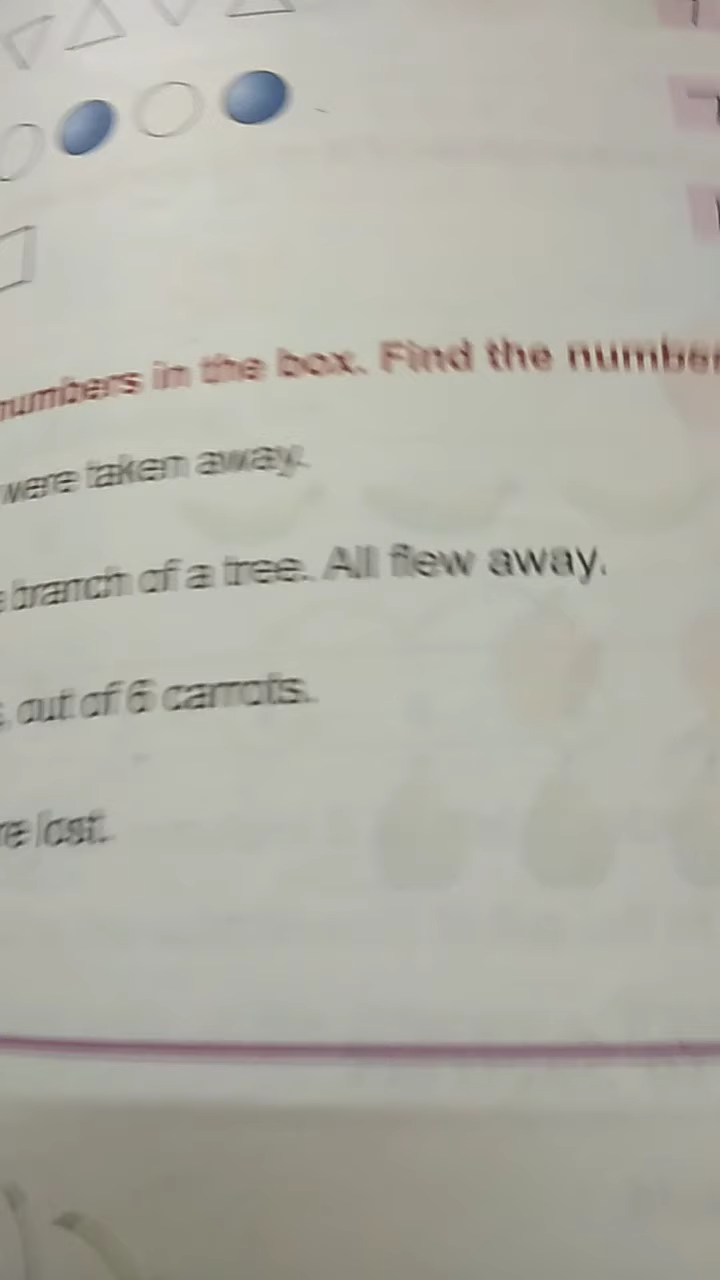 numbers in the box. Find the number
were taken away.
branch of a tree. All flew away.
out of 6 carrots.
lost.